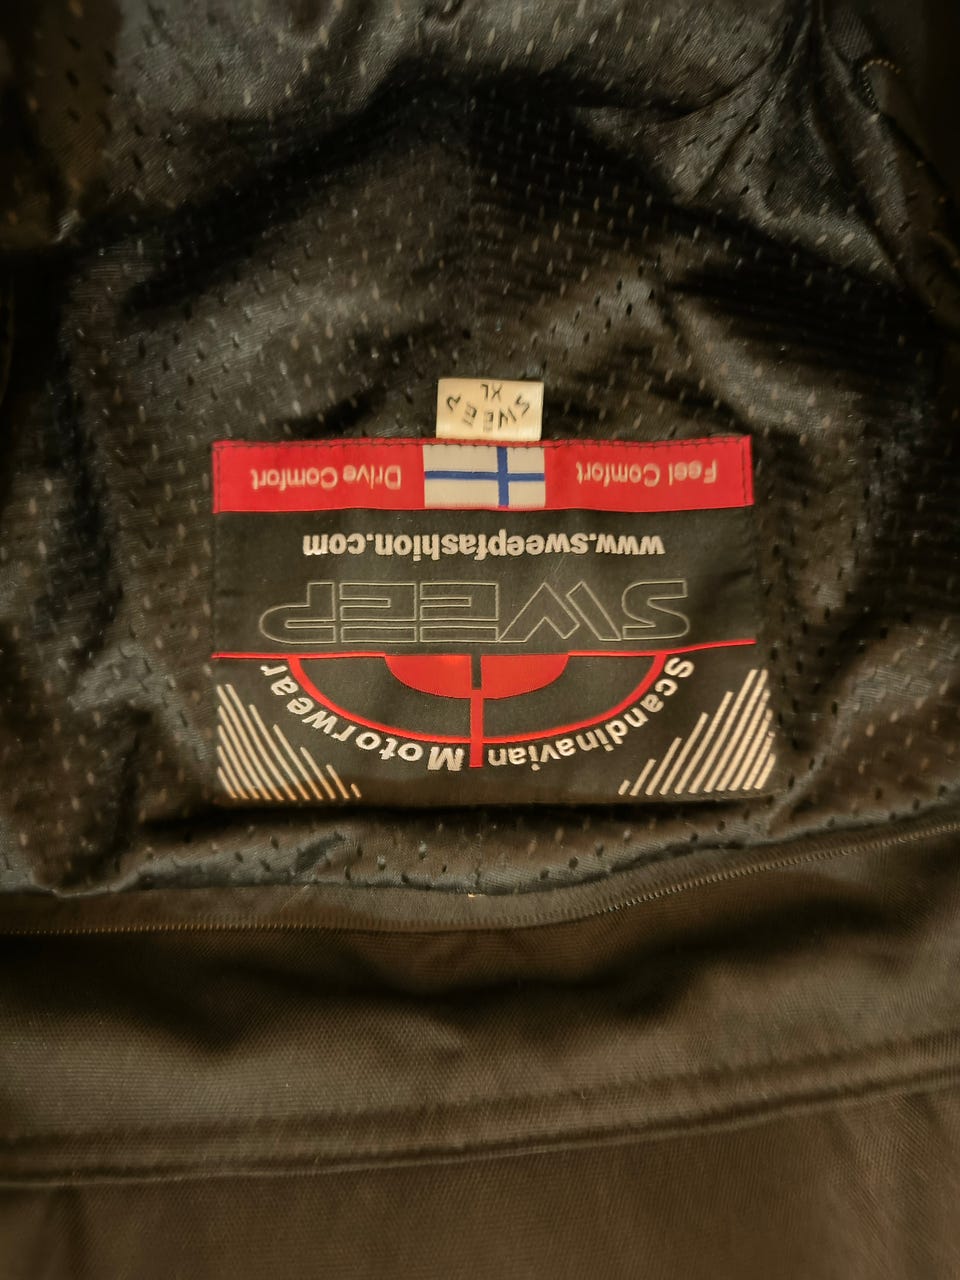 Scandinavian Motorwear
SWEEP
www.sweepfashion.com
Feel Comfort Drive Comfort
SWEEP
XL